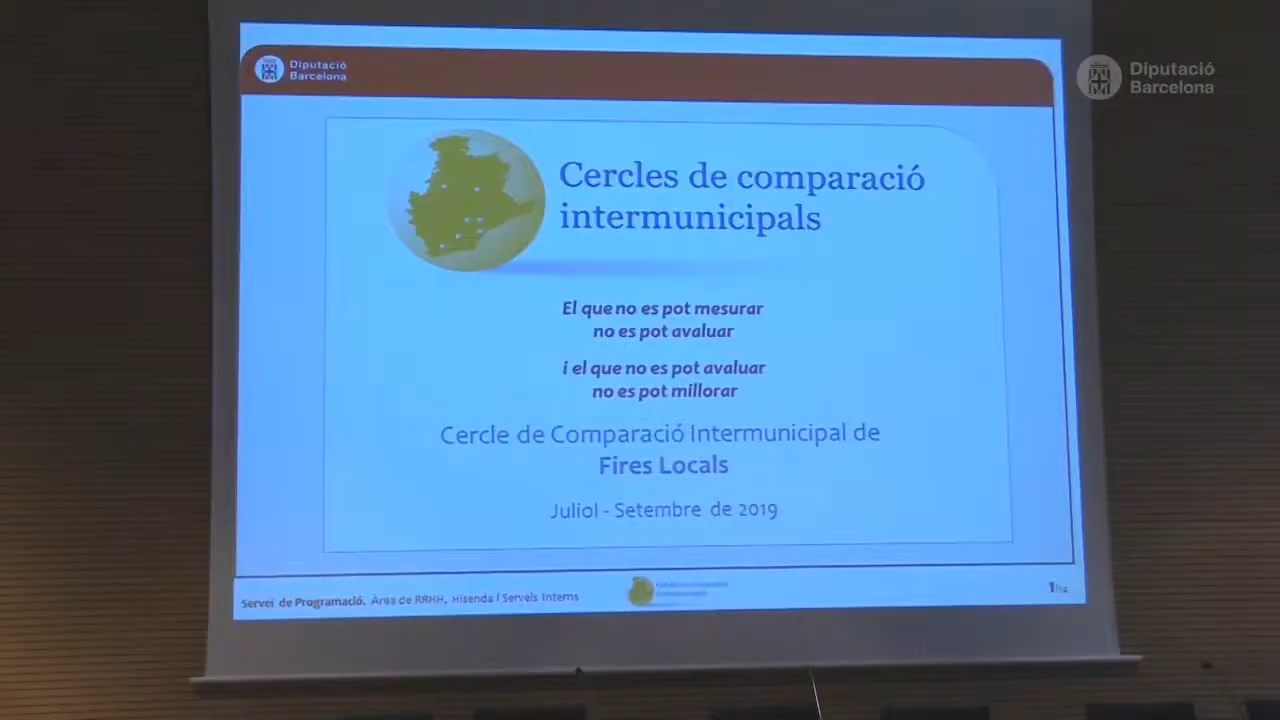 Diputació
Barcelona
Diputació
Barcelona
Cercles de comparació
intermunicipals
El que no es pot mesurar
no es pot avaluar
i el que no es pot avaluar
no es pot millorar
Cercle de Comparació Intermunicipal de
Fires Locals
Juliol - Setembre de 2019
Servei de Programació. Àrea de RRHH, Hisenda i Serveis Interns
1